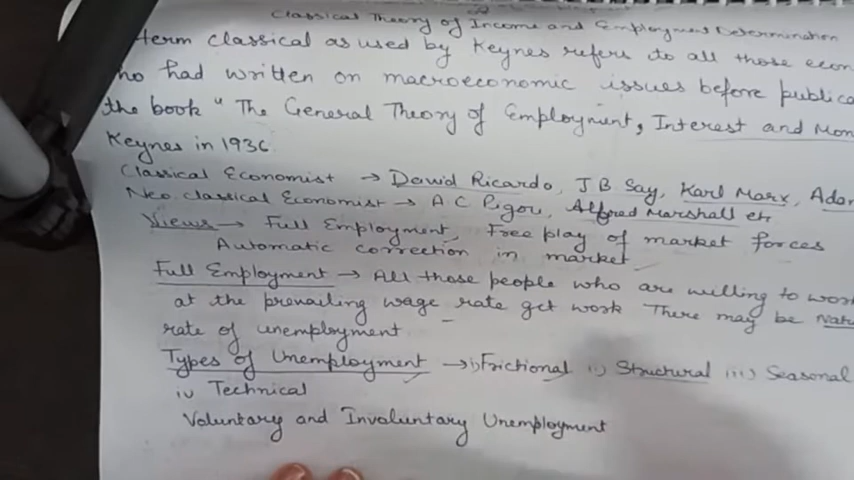 Classical Theory of Income and Employment Determination
term classical as used by Keynes refers to all those econ
ho had written on macroeconomic issues before publica
the book " The General Theory of Employment, Interest and Mon
Keynes in 1936
Classical Economist → David Ricardo, J B Say, Karl Marx, Ada
Neo classical Economist → A C Pigou, Alfred Marshall etc
Views → Full Employment, Free play of market forces
Automatic correction in market
Full Employment → All those people who are willing to work
at the prevailing wage rate get work There may be Natu
rate of unemployment
Types of Unemployment → i) Frictional ii) Structural iii) Seasonal
iv Technical
Voluntary and Involuntary Unemployment